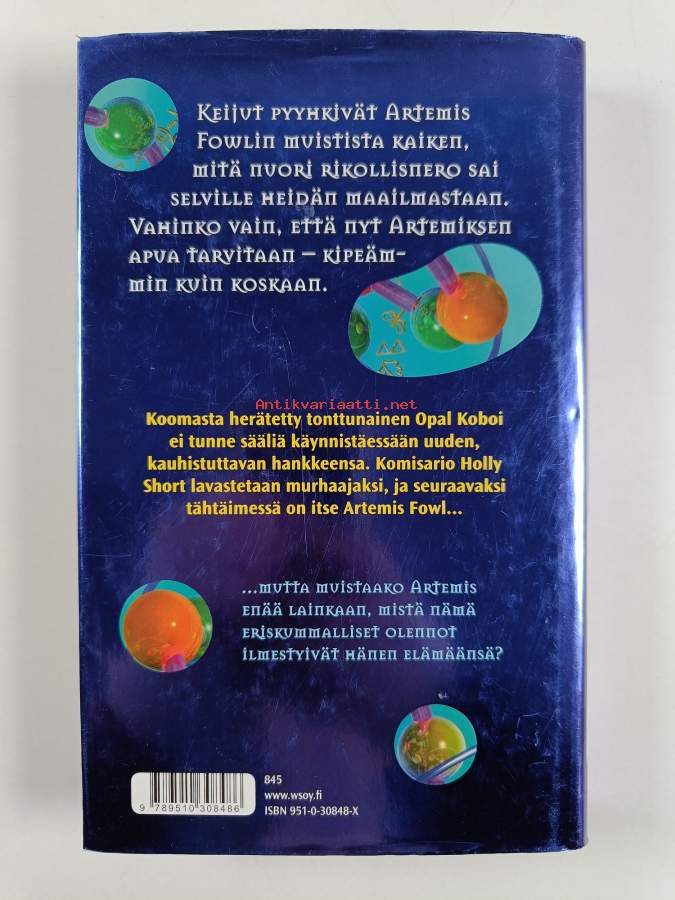 Keijut pyyhkivät Artemis
Fowlin muistista kaiken,
mitä nuori rikollisnero sai
selville heidän maailmastaan.
Vahinko vain, että nyt Artemiksen
apua tarvitaan – kipeäm-
min kuin koskaan.
Antikvariaatti.net
Koomasta herätetty tonttunainen Opal Koboi
ei tunne sääliä käynnistäessään uuden,
kauhistuttavan hankkeensa. Komisario Holly
Short lavastetaan murhaajaksi, ja seuraavaksi
tähtäimessä on itse Artemis Fowl...
...mutta muistaako Artemis
enää lainkaan, mistä nämä
eriskummalliset olennot
ilmestyivät hänen elämäänsä?
845
www.wsoy.fi
ISBN 951-0-30848-X
9 789510 308486